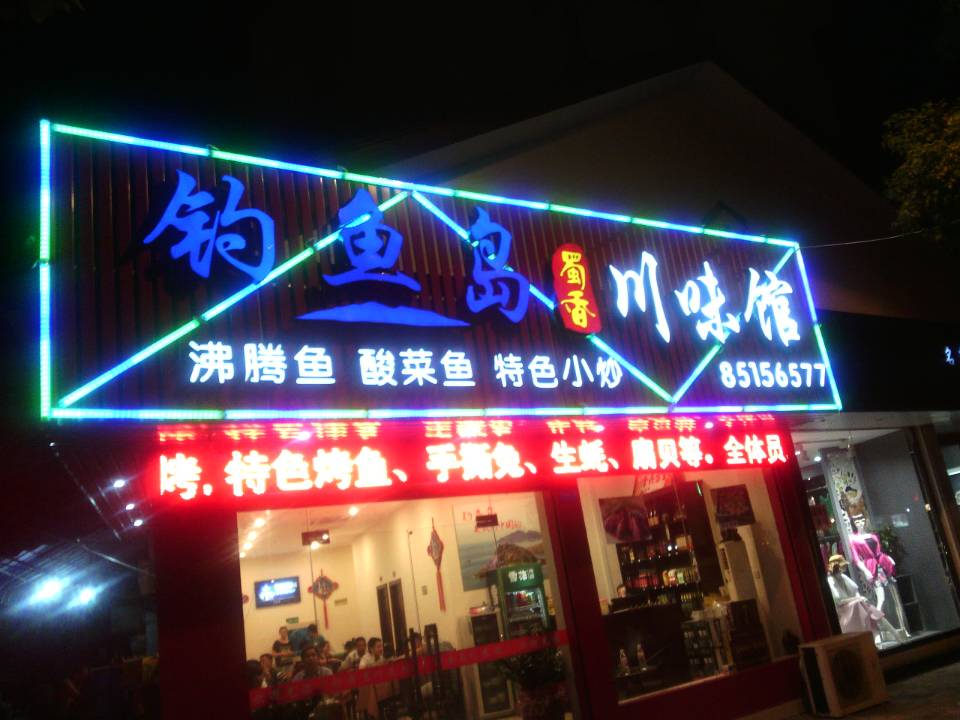 钓鱼岛 蜀香 川味馆
沸腾鱼 酸菜鱼 特色小炒 85156577
烤,特色烤鱼、手撕兔、生蚝、扇贝等。全体员